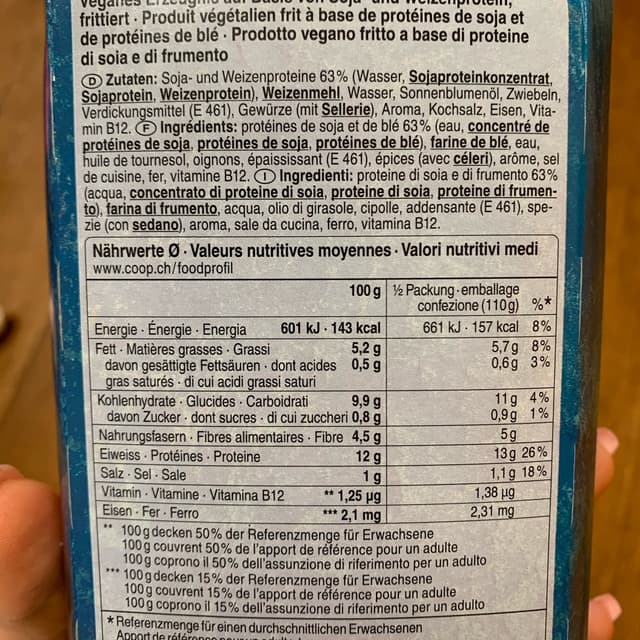 Veganes Erzeugnis auf Basis von Soja- und Weizenprotein,
frittiert · Produit végétalien frit à base de protéines de soja et
de protéines de blé · Prodotto vegano fritto a base di proteine
di soia e di frumento
D Zutaten: Soja- und Weizenproteine 63% (Wasser, Sojaproteinkonzentrat,
Sojaprotein, Weizenprotein), Weizenmehl, Wasser, Sonnenblumenöl, Zwiebeln,
Verdickungsmittel (E 461), Gewürze (mit Sellerie), Aroma, Kochsalz, Eisen, Vita-
min B12. F Ingrédients: protéines de soja et de blé 63% (eau, concentré de
protéines de soja, protéines de soja, protéines de blé), farine de blé, eau,
huile de tournesol, oignons, épaississant (E 461), épices (avec céleri), arôme, sel
de cuisine, fer, vitamine B12. I Ingredienti: proteine di soia e di frumento 63%
(acqua, concentrato di proteine di soia, proteine di soia, proteine di frumen-
to), farina di frumento, acqua, olio di girasole, cipolle, addensante (E 461), spe-
zie (con sedano), aroma, sale da cucina, ferro, vitamina B12.
Nährwerte Ø · Valeurs nutritives moyennes · Valori nutritivi medi
www.coop.ch/foodprofil
100 g ½ Packung · emballage
confezione (110g) %*
Energie · Énergie · Energia 601 kJ · 143 kcal 661 kJ · 157 kcal 8%
Fett · Matières grasses · Grassi 5,2 g 5,7 g 8%
davon gesättigte Fettsäuren · dont acides 0,5 g 0,6 g 3%
gras saturés · di cui acidi grassi saturi
Kohlenhydrate · Glucides · Carboidrati 9,9 g 11 g 4%
davon Zucker · dont sucres · di cui zuccheri 0,8 g 0,9 g 1%
Nahrungsfasern · Fibres alimentaires · Fibre 4,5 g 5 g
Eiweiss · Protéines · Proteine 12 g 13 g 26%
Salz · Sel · Sale 1 g 1,1 g 18%
Vitamin · Vitamine · Vitamina B12 ** 1,25 µg 1,38 µg
Eisen · Fer · Ferro *** 2,1 mg 2,31 mg
** 100 g decken 50% der Referenzmenge für Erwachsene
100 g couvrent 50% de l'apport de référence pour un adulte
100 g coprono il 50% dell'assunzione di riferimento per un adulto
*** 100 g decken 15% der Referenzmenge für Erwachsene
100 g couvrent 15% de l'apport de référence pour un adulte
100 g coprono il 15% dell'assunzione di riferimento per un adulto
* Referenzmenge für einen durchschnittlichen Erwachsenen
Apport de référence pour un adulte